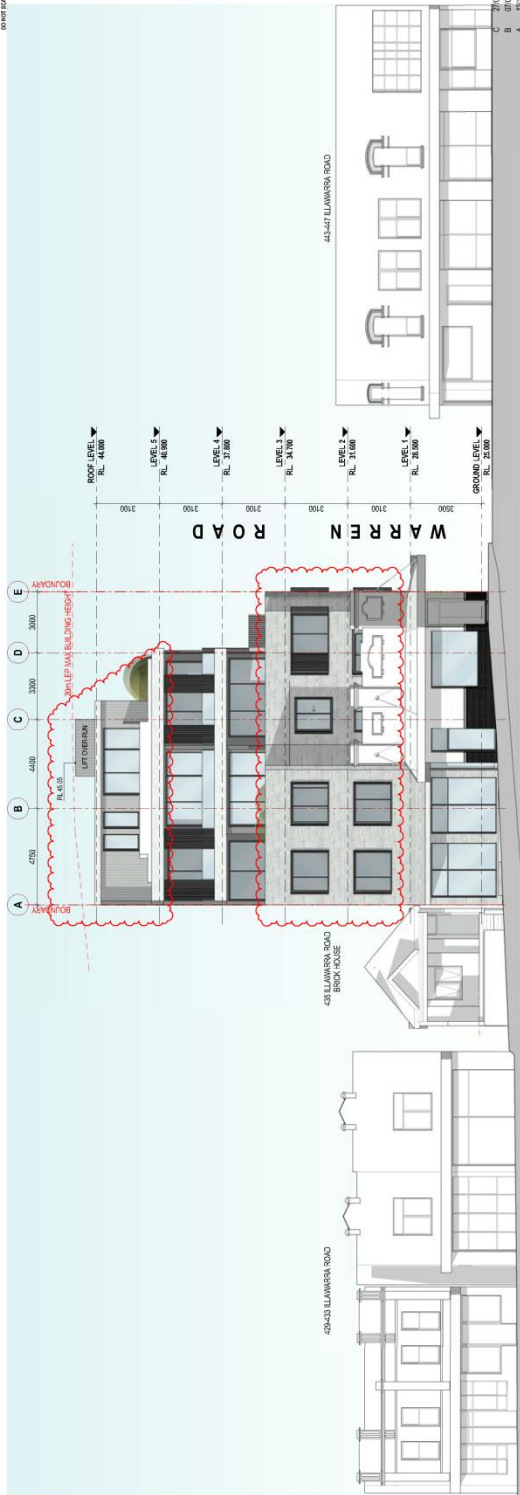 DO NOT SCA
A
B
C
D
E
4750
4400
3300
3000
BOUNDARY
BOUNDARY
20m LEP MAX BUILDING HEIGHT
RL 45.05
LIFT OVER-RUN
ROOF LEVEL
RL 44.000
3100
LEVEL 5
RL 40.900
3100
LEVEL 4
RL 37.800
3100
LEVEL 3
RL 34.700
3100
LEVEL 2
RL 31.600
3100
LEVEL 1
RL 28.500
3500
GROUND LEVEL
RL 25.000
WARREN ROAD
429-433 ILLAWARRA ROAD
435 ILLAWARRA ROAD
BRICK HOUSE
443-447 ILLAWARRA ROAD
C
B
A